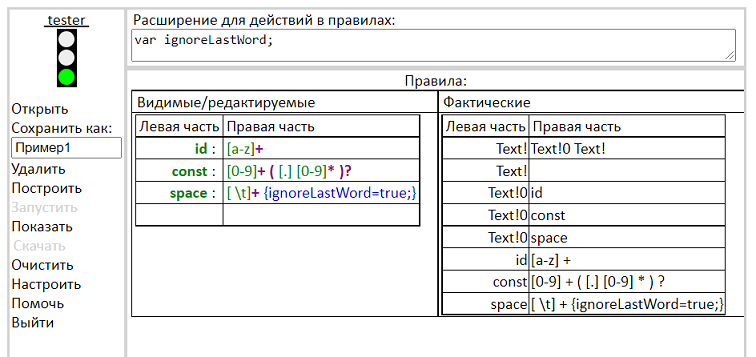 tester
Открыть
Сохранить как:
Пример1
Удалить
Построить
Запустить
Показать
Скачать
Очистить
Настроить
Помочь
Выйти
Расширение для действий в правилах:
var ignoreLastWord;
Правила:
Видимые/редактируемые
Левая часть Правая часть
id : [a-z]+
const : [0-9]+ ( [.] [0-9]* )?
space : [ \t]+ {ignoreLastWord=true;}
Фактические
Левая часть Правая часть
Text! Text!0 Text!
Text!
Text!0 id
Text!0 const
Text!0 space
id [a-z] +
const [0-9] + ( [.] [0-9] * ) ?
space [ \t] + {ignoreLastWord=true;}